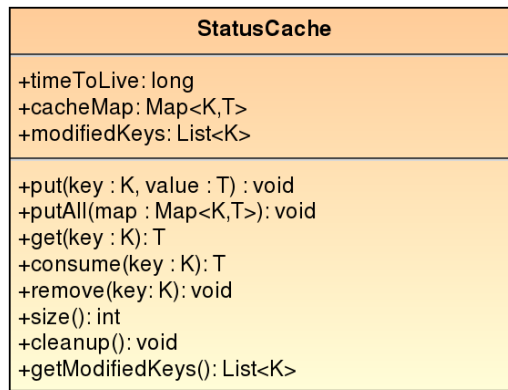 StatusCache
+timeToLive: long
+cacheMap: Map<K,T>
+modifiedKeys: List<K>
+put(key : K, value : T) : void
+putAll(map : Map<K,T>): void
+get(key : K): T
+consume(key : K): T
+remove(key: K): void
+size(): int
+cleanup(): void
+getModifiedKeys(): List<K>